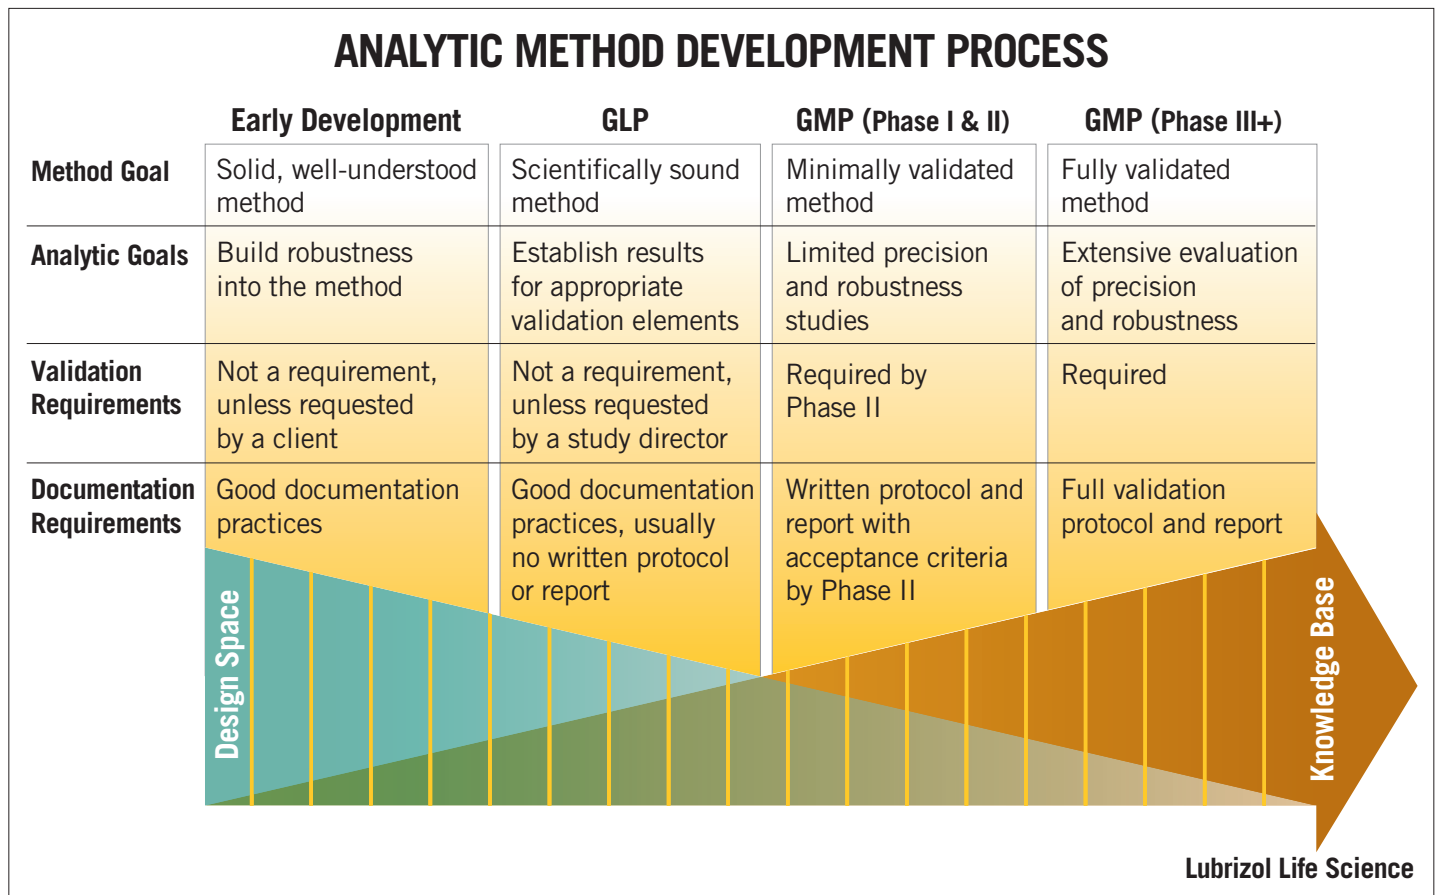 ANALYTIC METHOD DEVELOPMENT PROCESS
Early Development
GLP
GMP (Phase I & II)
GMP (Phase III+)
Method Goal
Solid, well-understood
method
Scientifically sound
method
Minimally validated
method
Fully validated
method
Analytic Goals
Build robustness
into the method
Establish results
for appropriate
validation elements
Limited precision
and robustness
studies
Extensive evaluation
of precision
and robustness
Validation
Requirements
Not a requirement,
unless requested
by a client
Not a requirement,
unless requested
by a study director
Required by
Phase II
Required
Documentation
Requirements
Good documentation
practices
Good documentation
practices, usually
no written protocol
or report
Written protocol and
report with
acceptance criteria
by Phase II
Full validation
protocol and report
Design Space
Knowledge Base
Lubrizol Life Science